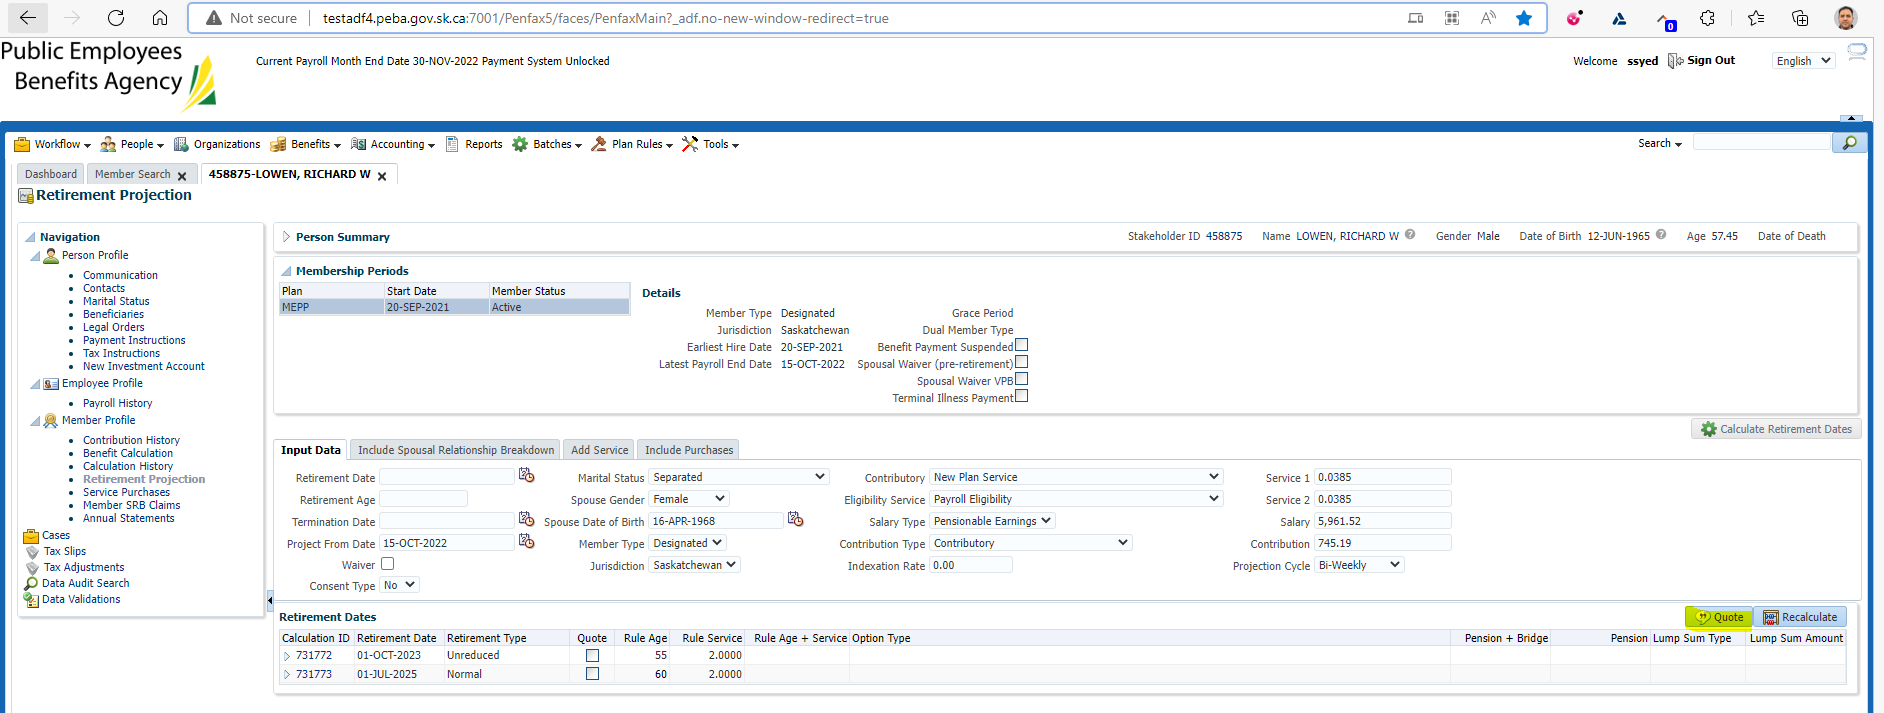 Not secure testadf4.peba.gov.sk.ca:7001/Penfax5/faces/PenfaxMain?_adf.no-new-window-redirect=true
0
Public Employees
Benefits Agency
Current Payroll Month End Date 30-NOV-2022 Payment System Unlocked
Welcome ssyed Sign Out English
Workflow People Organizations Benefits Accounting Reports Batches Plan Rules Tools Search
Dashboard Member Search 458875-LOWEN, RICHARD W
Retirement Projection
Navigation
Person Profile
Communication
Contacts
Marital Status
Beneficiaries
Legal Orders
Payment Instructions
Tax Instructions
New Investment Account
Employee Profile
Payroll History
Member Profile
Contribution History
Benefit Calculation
Calculation History
Retirement Projection
Service Purchases
Member SRB Claims
Annual Statements
Cases
Tax Slips
Tax Adjustments
Data Audit Search
Data Validations
Person Summary Stakeholder ID 458875 Name LOWEN, RICHARD W Gender Male Date of Birth 12-JUN-1965 Age 57.45 Date of Death
Membership Periods
Plan Start Date Member Status
MEPP 20-SEP-2021 Active
Details
Member Type Designated Grace Period
Jurisdiction Saskatchewan Dual Member Type
Earliest Hire Date 20-SEP-2021 Benefit Payment Suspended
Latest Payroll End Date 15-OCT-2022 Spousal Waiver (pre-retirement)
Spousal Waiver VPB
Terminal Illness Payment
Calculate Retirement Dates
Input Data Include Spousal Relationship Breakdown Add Service Include Purchases
Retirement Date Marital Status Separated Contributory New Plan Service Service 1 0.0385
Retirement Age Spouse Gender Female Eligibility Service Payroll Eligibility Service 2 0.0385
Termination Date Spouse Date of Birth 16-APR-1968 Salary Type Pensionable Earnings Salary 5,961.52
Project From Date 15-OCT-2022 Member Type Designated Contribution Type Contributory Contribution 745.19
Waiver Jurisdiction Saskatchewan Indexation Rate 0.00 Projection Cycle Bi-Weekly
Consent Type No
Retirement Dates Quote Recalculate
Calculation ID Retirement Date Retirement Type Quote Rule Age Rule Service Rule Age + Service Option Type Pension + Bridge Pension Lump Sum Type Lump Sum Amount
731772 01-OCT-2023 Unreduced 55 2.0000
731773 01-JUL-2025 Normal 60 2.0000